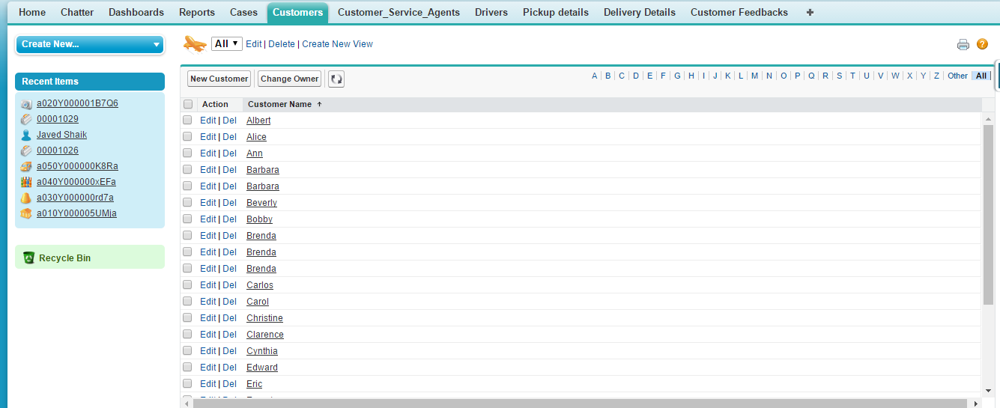 Home Chatter Dashboards Reports Cases Customers Customer_Service_Agents Drivers Pickup details Delivery Details Customer Feedbacks +
Create New...
All Edit | Delete | Create New View
Recent Items
a020Y000001B7Q6
00001029
Javed Shaik
00001026
a050Y000000K8Ra
a040Y000000xEFa
a030Y000000rd7a
a010Y000005UMja
Recycle Bin
New Customer Change Owner
A | B | C | D | E | F | G | H | I | J | K | L | M | N | O | P | Q | R | S | T | U | V | W | X | Y | Z | Other | All
Action Customer Name
Edit | Del Albert
Edit | Del Alice
Edit | Del Ann
Edit | Del Barbara
Edit | Del Barbara
Edit | Del Beverly
Edit | Del Bobby
Edit | Del Brenda
Edit | Del Brenda
Edit | Del Brenda
Edit | Del Carlos
Edit | Del Carol
Edit | Del Christine
Edit | Del Clarence
Edit | Del Cynthia
Edit | Del Edward
Edit | Del Eric